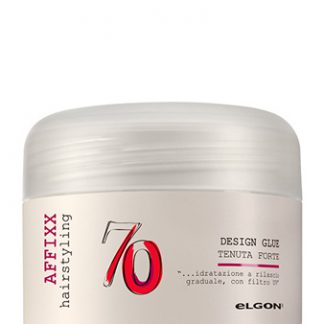 AFFIXX
hairstyling
70
DESIGN GLUE
TENUTA FORTE
"...idratazione a rilascio
graduale, con filtro UV"
eLGON